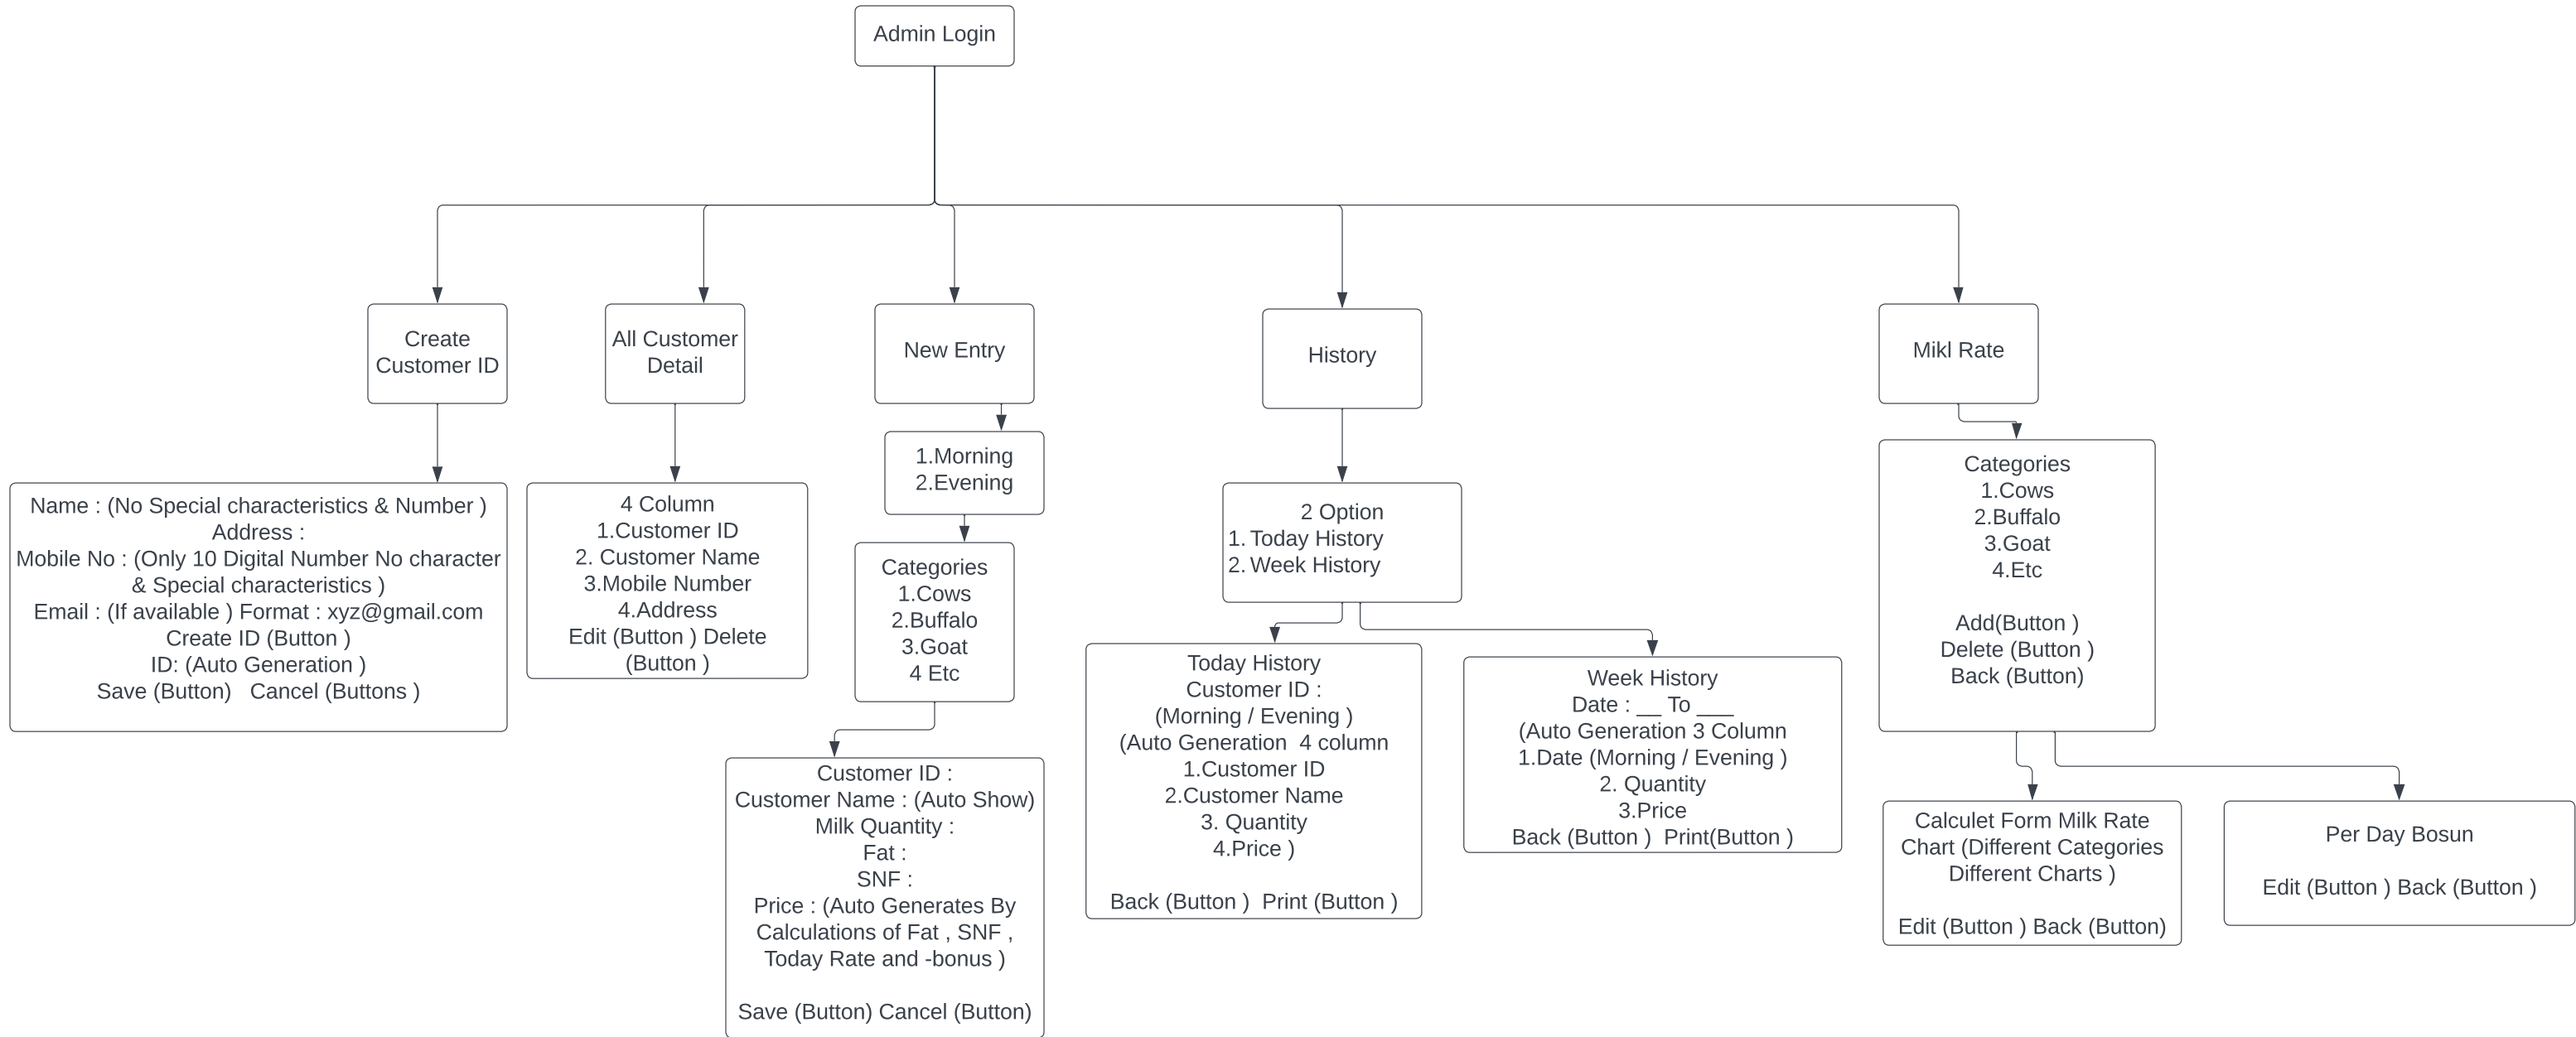 Admin Login
Create
Customer ID
All Customer
Detail
New Entry
History
Mikl Rate
Name : (No Special characteristics & Number )
Address :
Mobile No : (Only 10 Digital Number No character
& Special characteristics )
Email : (If available ) Format : xyz@gmail.com
Create ID (Button )
ID: (Auto Generation )
Save (Button)   Cancel (Buttons )
4 Column
1.Customer ID
2. Customer Name
3.Mobile Number
4.Address
Edit (Button ) Delete
(Button )
1.Morning
2.Evening
Categories
1.Cows
2.Buffalo
3.Goat
4 Etc
Customer ID :
Customer Name : (Auto Show)
Milk Quantity :
Fat :
SNF :
Price : (Auto Generates By
Calculations of Fat , SNF ,
Today Rate and -bonus )
Save (Button) Cancel (Button)
2 Option
1. Today History
2. Week History
Today History
Customer ID :
(Morning / Evening )
(Auto Generation  4 column
1.Customer ID
2.Customer Name
3. Quantity
4.Price )
Back (Button )  Print (Button )
Week History
Date : __ To ___
(Auto Generation 3 Column
1.Date (Morning / Evening )
2. Quantity
3.Price
Back (Button )  Print(Button )
Categories
1.Cows
2.Buffalo
3.Goat
4.Etc
Add(Button )
Delete (Button )
Back (Button)
Calculet Form Milk Rate
Chart (Different Categories
Different Charts )
Edit (Button ) Back (Button)
Per Day Bosun
Edit (Button ) Back (Button )